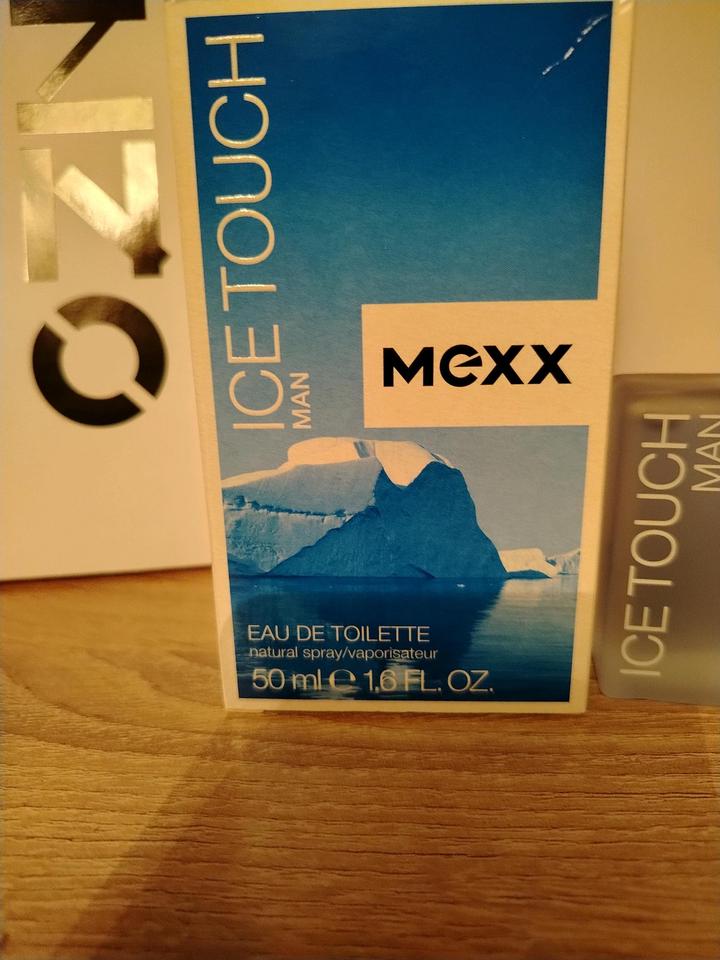 ICE TOUCH
MAN
MEXX
EAU DE TOILETTE
natural spray/vaporisateur
50 ml ℮ 1,6 FL. OZ.
ICE TOUCH
MAN